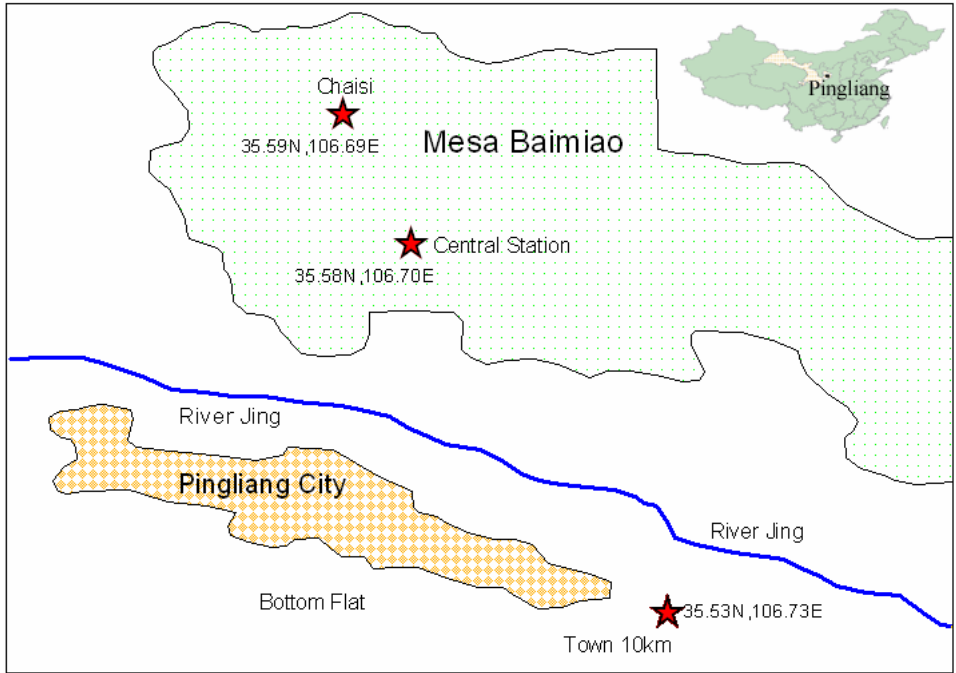 Pingliang
Chaisi
35.59N,106.69E
Mesa Baimiao
Central Station
35.58N,106.70E
River Jing
Pingliang City
River Jing
Bottom Flat
35.53N,106.73E
Town 10km